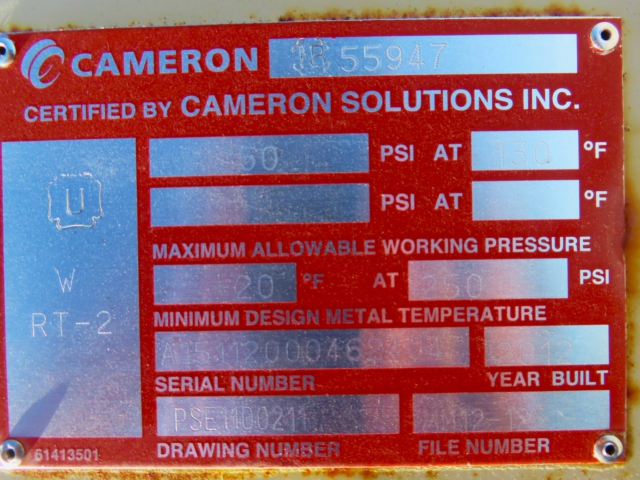 CAMERON 55947
CERTIFIED BY CAMERON SOLUTIONS INC.
PSI AT 130 °F
PSI AT °F
MAXIMUM ALLOWABLE WORKING PRESSURE
20 °F AT PSI
MINIMUM DESIGN METAL TEMPERATURE
U
W
RT-2
SERIAL NUMBER YEAR BUILT
DRAWING NUMBER FILE NUMBER
61413501